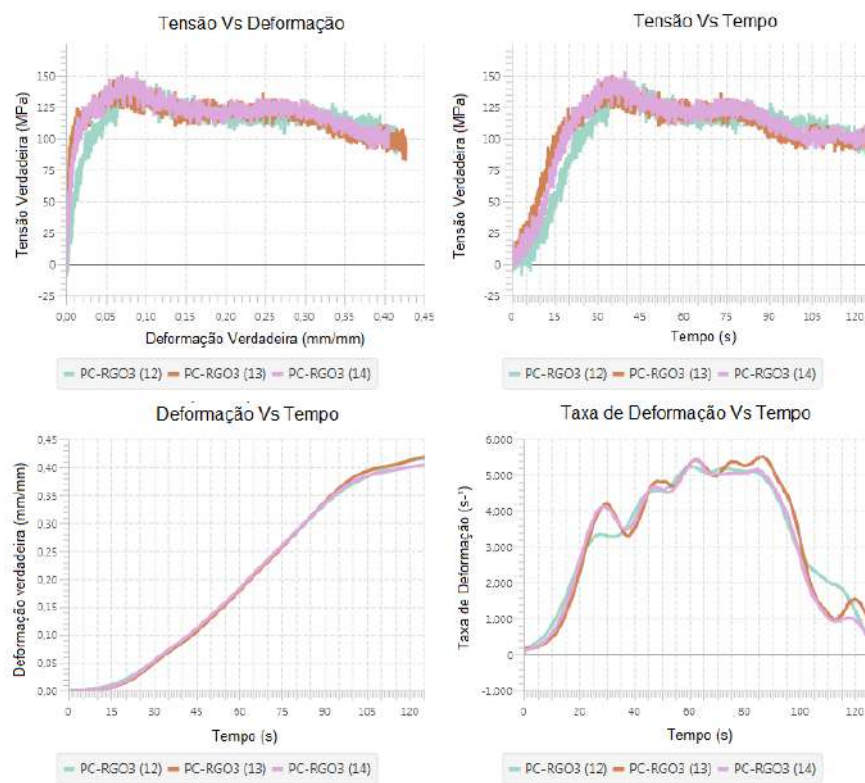 Tensão Vs Deformação
Tensão Verdadeira (MPa)
150
125
100
75
50
25
0
-25
0,00 0,05 0,10 0,15 0,20 0,25 0,30 0,35 0,40 0,45
Deformação Verdadeira (mm/mm)
PC-RGO3 (12) PC-RGO3 (13) PC-RGO3 (14)
Tensão Vs Tempo
Tensão Verdadeira (MPa)
150
125
100
75
50
25
0
-25
0 15 30 45 60 75 90 105 120
Tempo (s)
PC-RGO3 (12) PC-RGO3 (13) PC-RGO3 (14)
Deformação Vs Tempo
Deformação verdadeira (mm/mm)
0,45
0,40
0,35
0,30
0,25
0,20
0,15
0,10
0,05
0,00
0 15 30 45 60 75 90 105 120
Tempo (s)
PC-RGO3 (12) PC-RGO3 (13) PC-RGO3 (14)
Taxa de Deformação Vs Tempo
Taxa de Deformação (s-¹)
6.000
5.000
4.000
3.000
2.000
1.000
0
-1.000
0 20 40 60 80 100 120
Tempo (s)
PC-RGO3 (12) PC-RGO3 (13) PC-RGO3 (14)